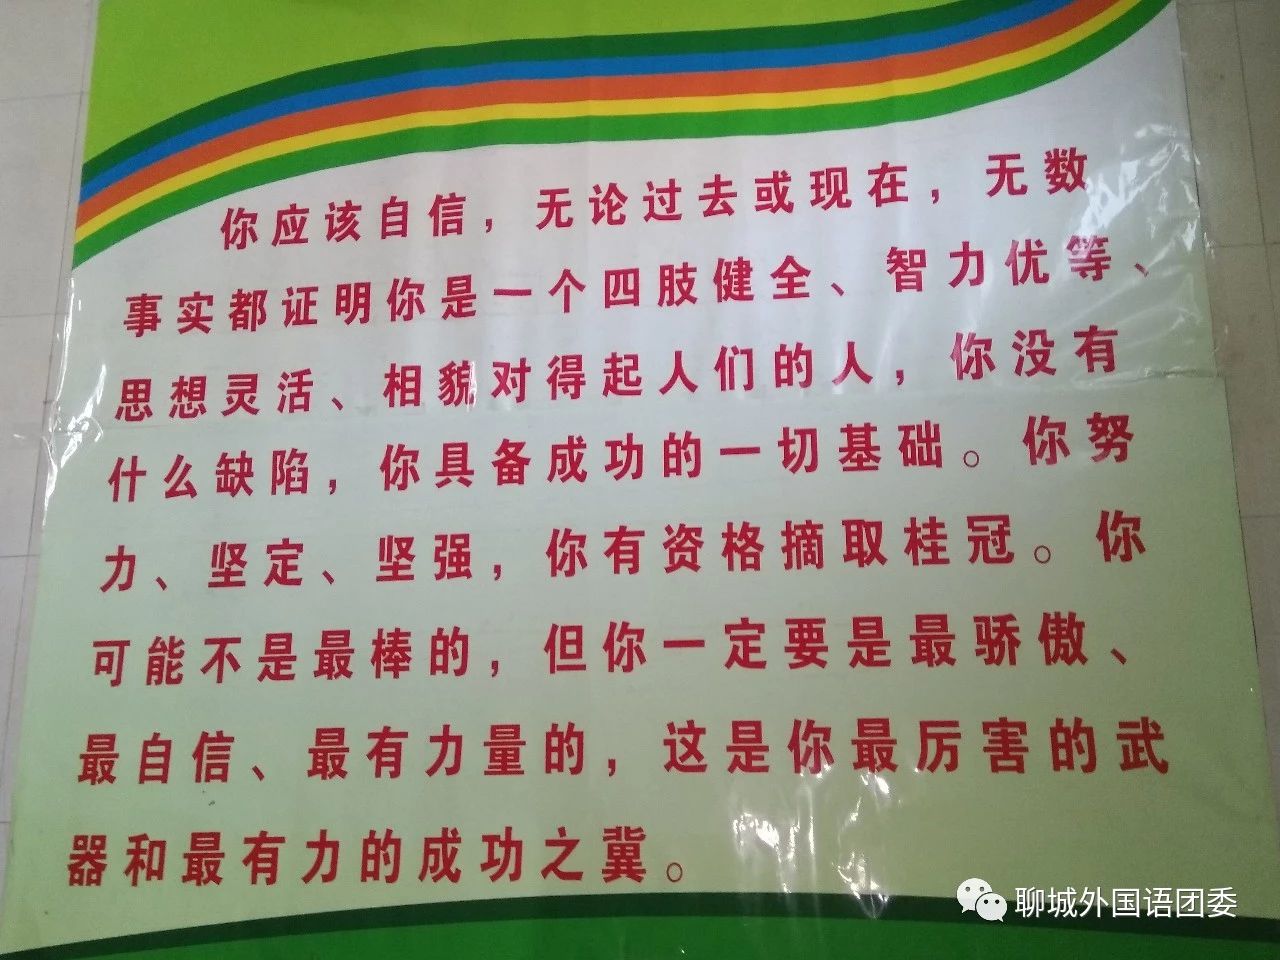 你应该自信，无论过去或现在，无数
事实都证明你是一个四肢健全、智力优等、
思想灵活、相貌对得起人们的人，你没有
什么缺陷，你具备成功的一切基础。你努
力、坚定、坚强，你有资格摘取桂冠。你
可能不是最棒的，但你一定要是最骄傲、
最自信、最有力量的，这是你最厉害的武
器和最有力的成功之冀。
聊城外国语团委